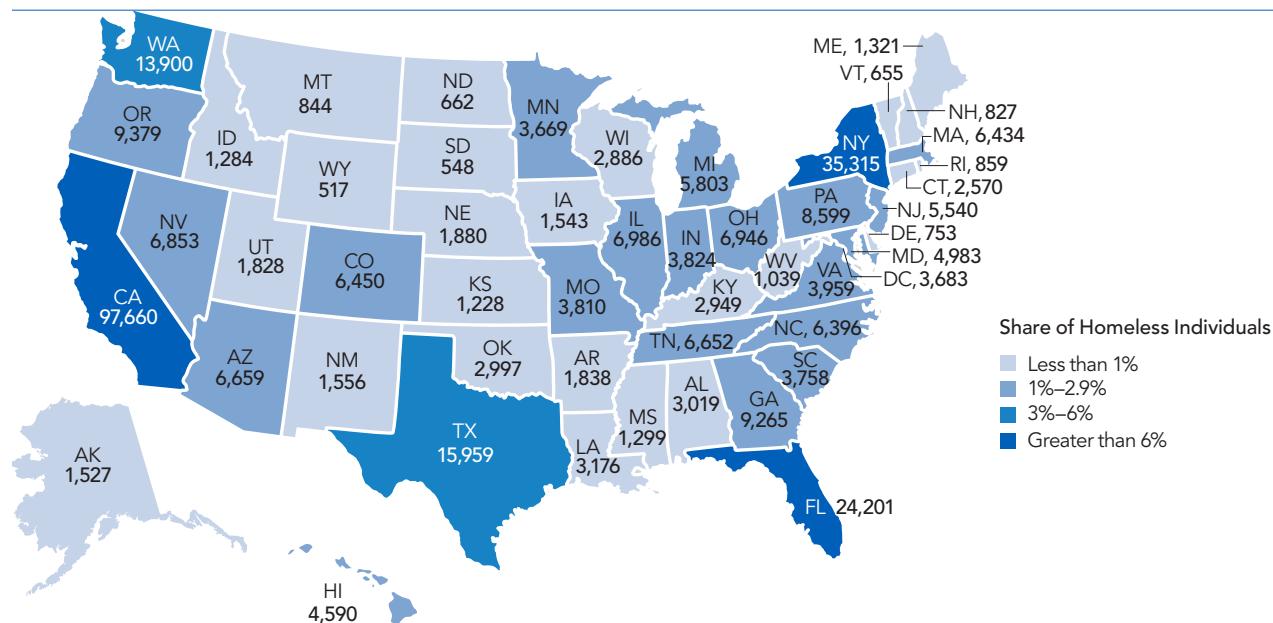 WA
13,900
OR
9,379
CA
97,660
ID
1,284
NV
6,853
MT
844
WY
517
UT
1,828
AZ
6,659
CO
6,450
NM
1,556
ND
662
SD
548
NE
1,880
KS
1,228
OK
2,997
TX
15,959
MN
3,669
IA
1,543
MO
3,810
AR
1,838
LA
3,176
WI
2,886
IL
6,986
MI
5,803
IN
3,824
OH
6,946
KY
2,949
TN, 6,652
MS
1,299
AL
3,019
GA
9,265
FL 24,201
SC
3,758
NC, 6,396
VA
3,959
WV
1,039
PA
8,599
NY
35,315
ME, 1,321
VT, 655
NH, 827
MA, 6,434
RI, 859
CT, 2,570
NJ, 5,540
DE, 753
MD, 4,983
DC, 3,683
AK
1,527
HI
4,590
Share of Homeless Individuals
Less than 1%
1%–2.9%
3%–6%
Greater than 6%